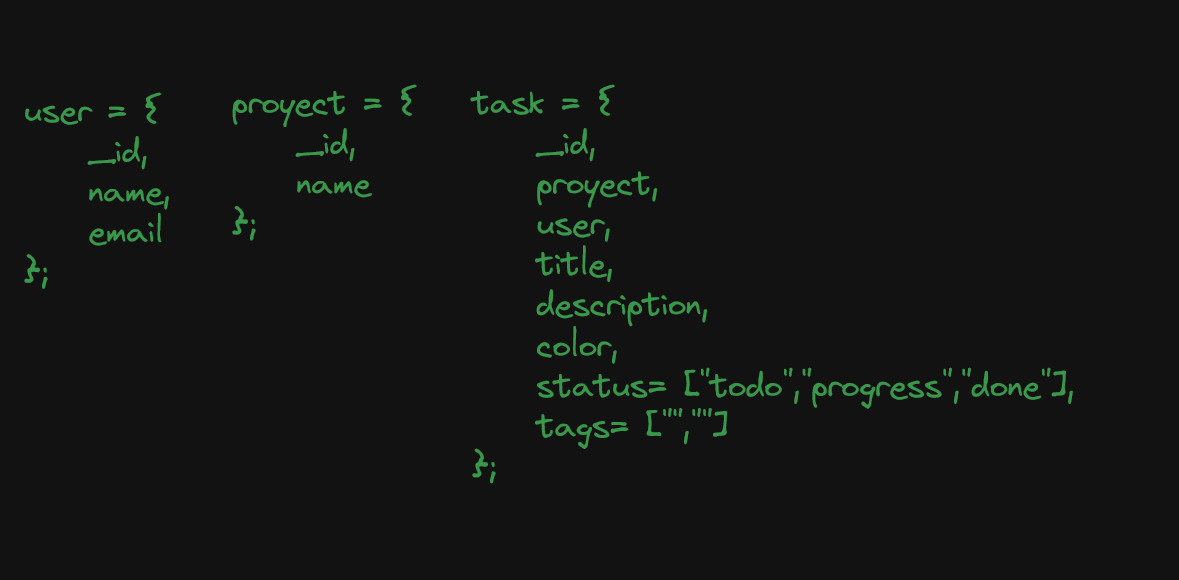 user = {
_id,
name,
email
};
proyect = {
_id,
name
};
task = {
_id,
proyect,
user,
title,
description,
color,
status= ["todo","progress","done"],
tags= ["",""]
};